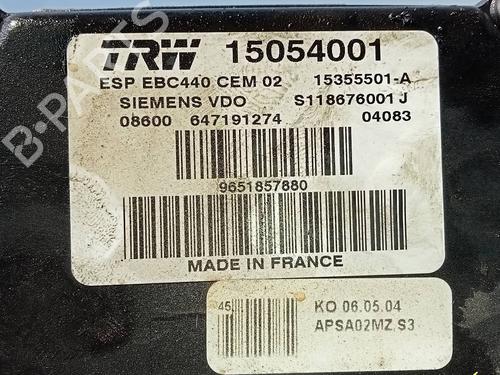 TRW 15054001
ESP EBC440 CEM 02 15355501-A
SIEMENS VDO S118676001 J
08600 647191274 04083
9651857880
MADE IN FRANCE
45 KO 06.05.04
APSA02MZ.S3